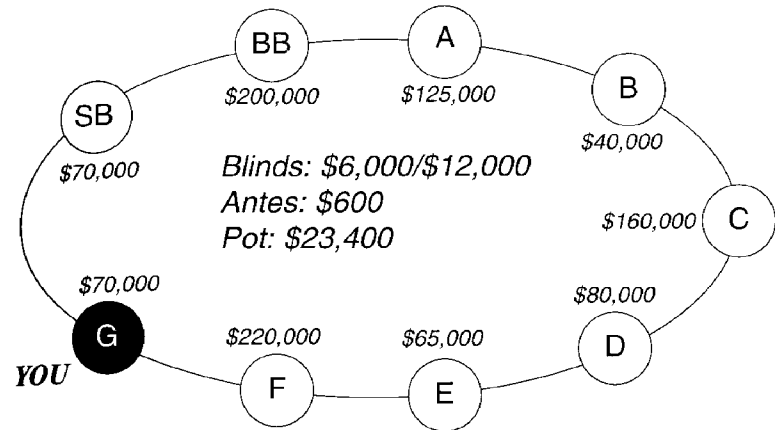 BB
A
SB
B
$200,000
$125,000
$40,000
$70,000
Blinds: $6,000/$12,000
Antes: $600
Pot: $23,400
$160,000
C
$70,000
$80,000
G
$220,000
$65,000
D
YOU
F
E